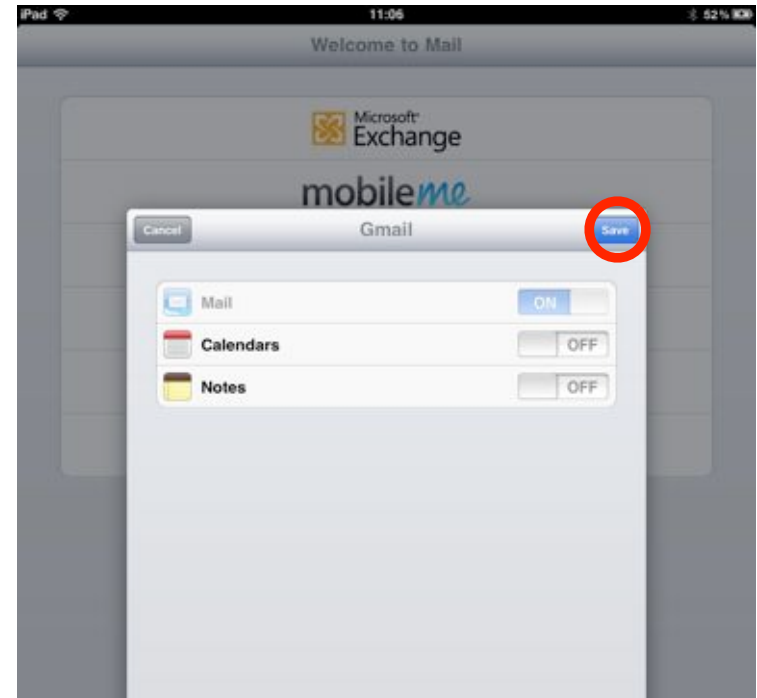 iPad 11:06 52%
Welcome to Mail
Microsoft
Exchange
mobileme
Cancel Gmail Save
Mail ON
Calendars OFF
Notes OFF